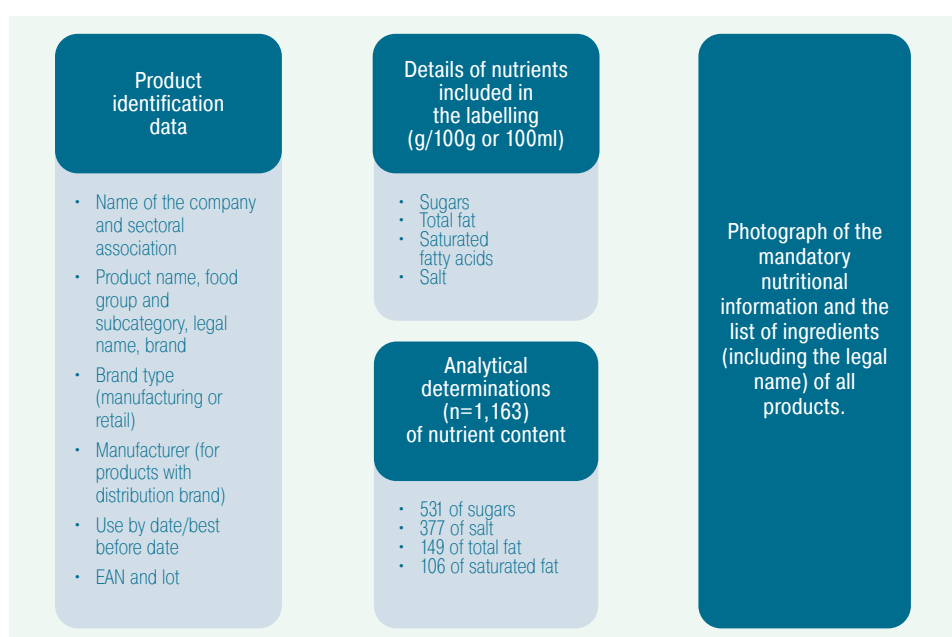 Product
identification
data
• Name of the company
and sectoral
association
• Product name, food
group and
subcategory, legal
name, brand
• Brand type
(manufacturing or
retail)
• Manufacturer (for
products with
distribution brand)
• Use by date/best
before date
• EAN and lot
Details of nutrients
included in
the labelling
(g/100g or 100ml)
• Sugars
• Total fat
• Saturated
fatty acids
• Salt
Analytical
determinations
(n=1,163)
of nutrient content
• 531 of sugars
• 377 of salt
• 149 of total fat
• 106 of saturated fat
Photograph of the
mandatory
nutritional
information and the
list of ingredients
(including the legal
name) of all
products.